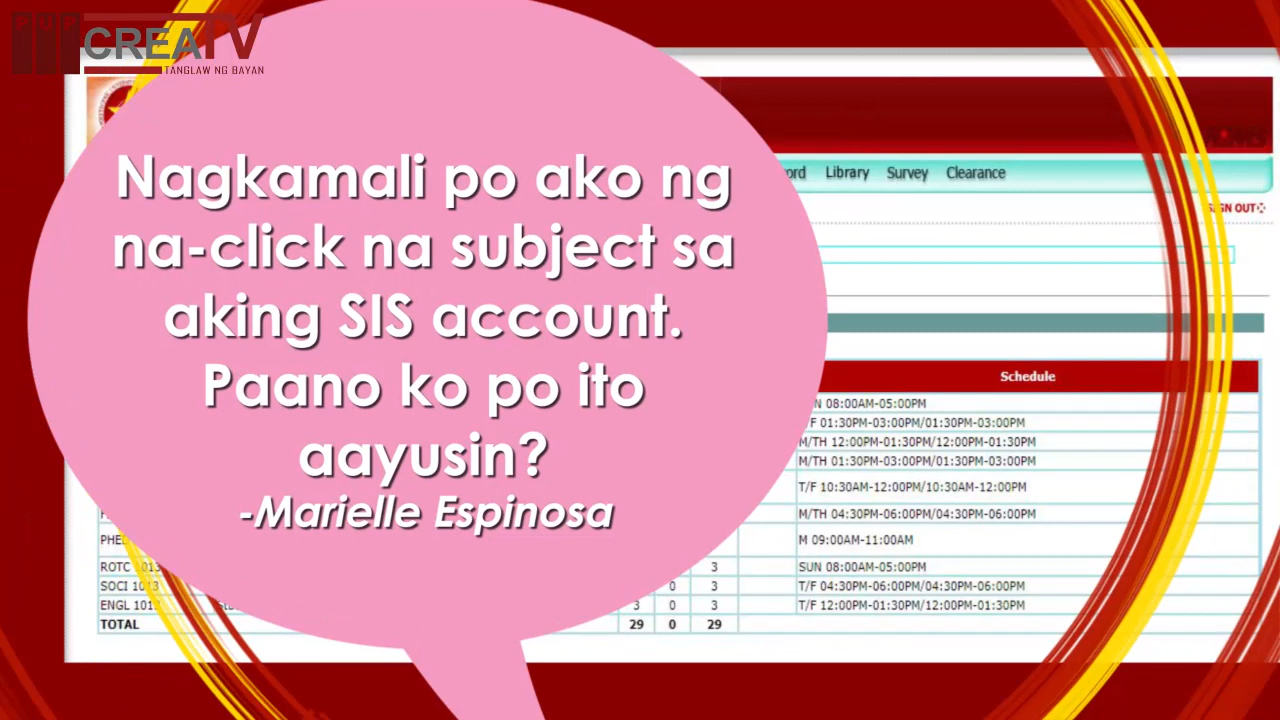 PUP
CREATV
TANGLAW NG BAYAN
Nagkamali po ako ng
na-click na subject sa
aking SIS account.
Paano ko po ito
aayusin?
-Marielle Espinosa
Library Survey Clearance
SIGN OUT
Schedule
08:00AM-05:00PM
T/F 01:30PM-03:00PM/01:30PM-03:00PM
M/TH 12:00PM-01:30PM/12:00PM-01:30PM
M/TH 01:30PM-03:00PM/01:30PM-03:00PM
T/F 10:30AM-12:00PM/10:30AM-12:00PM
M/TH 04:30PM-06:00PM/04:30PM-06:00PM
M 09:00AM-11:00AM
ROTC 1013 3 SUN 08:00AM-05:00PM
SOCI 1013 0 3 T/F 04:30PM-06:00PM/04:30PM-06:00PM
ENGL 1013 3 0 3 T/F 12:00PM-01:30PM/12:00PM-01:30PM
TOTAL 29 0 29